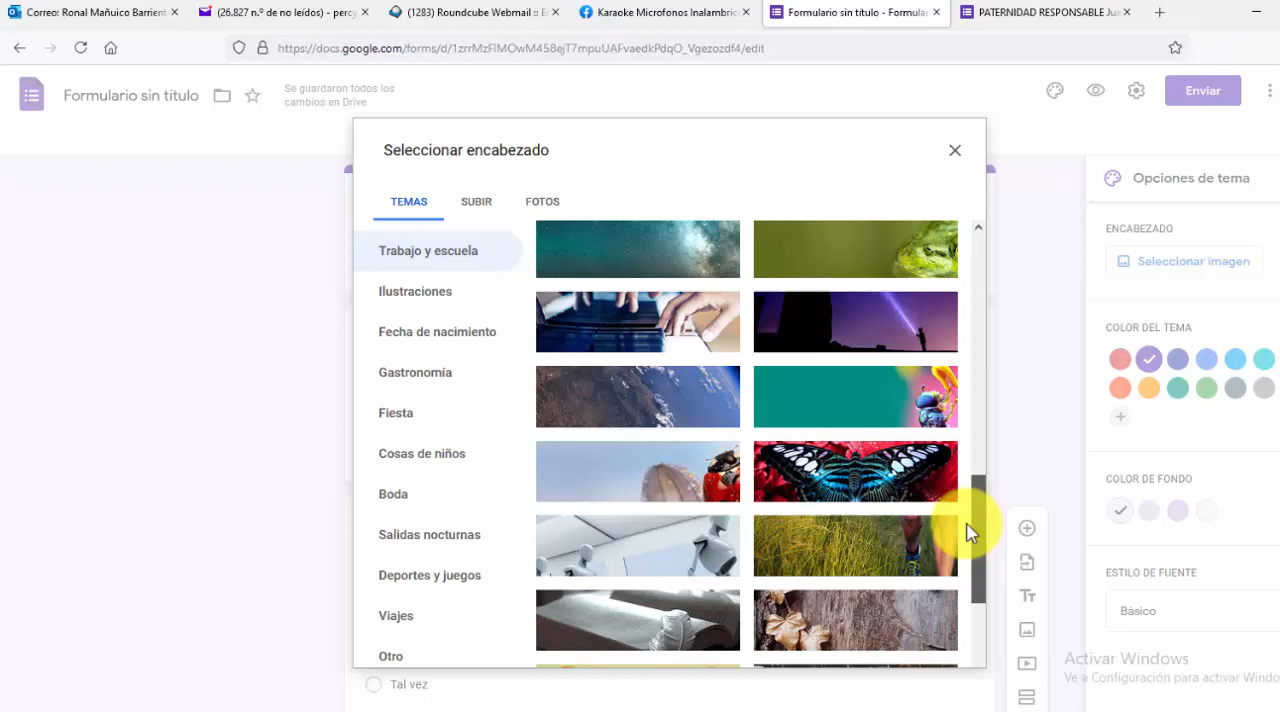 Correo: Ronal Mañuico Barrient
(26.827 n.º de no leídos) - percy
(1283) Roundcube Webmail :: E
Karaoke Microfonos Inalambric
Formulario sin título - Formular
PATERNIDAD RESPONSABLE Ju
https://docs.google.com/forms/d/1zrrMzFlMOwM458ejT7mpuUAFvaedkPdqO_Vgezozdf4/edit
Formulario sin título
Se guardaron todos los
cambios en Drive
Enviar
Seleccionar encabezado
TEMAS
SUBIR
FOTOS
Trabajo y escuela
Ilustraciones
Fecha de nacimiento
Gastronomía
Fiesta
Cosas de niños
Boda
Salidas nocturnas
Deportes y juegos
Viajes
Otro
Tal vez
Opciones de tema
ENCABEZADO
Seleccionar imagen
COLOR DEL TEMA
COLOR DE FONDO
ESTILO DE FUENTE
Básico
Tт
Activar Windows
Ve a Configuración para activar Windo